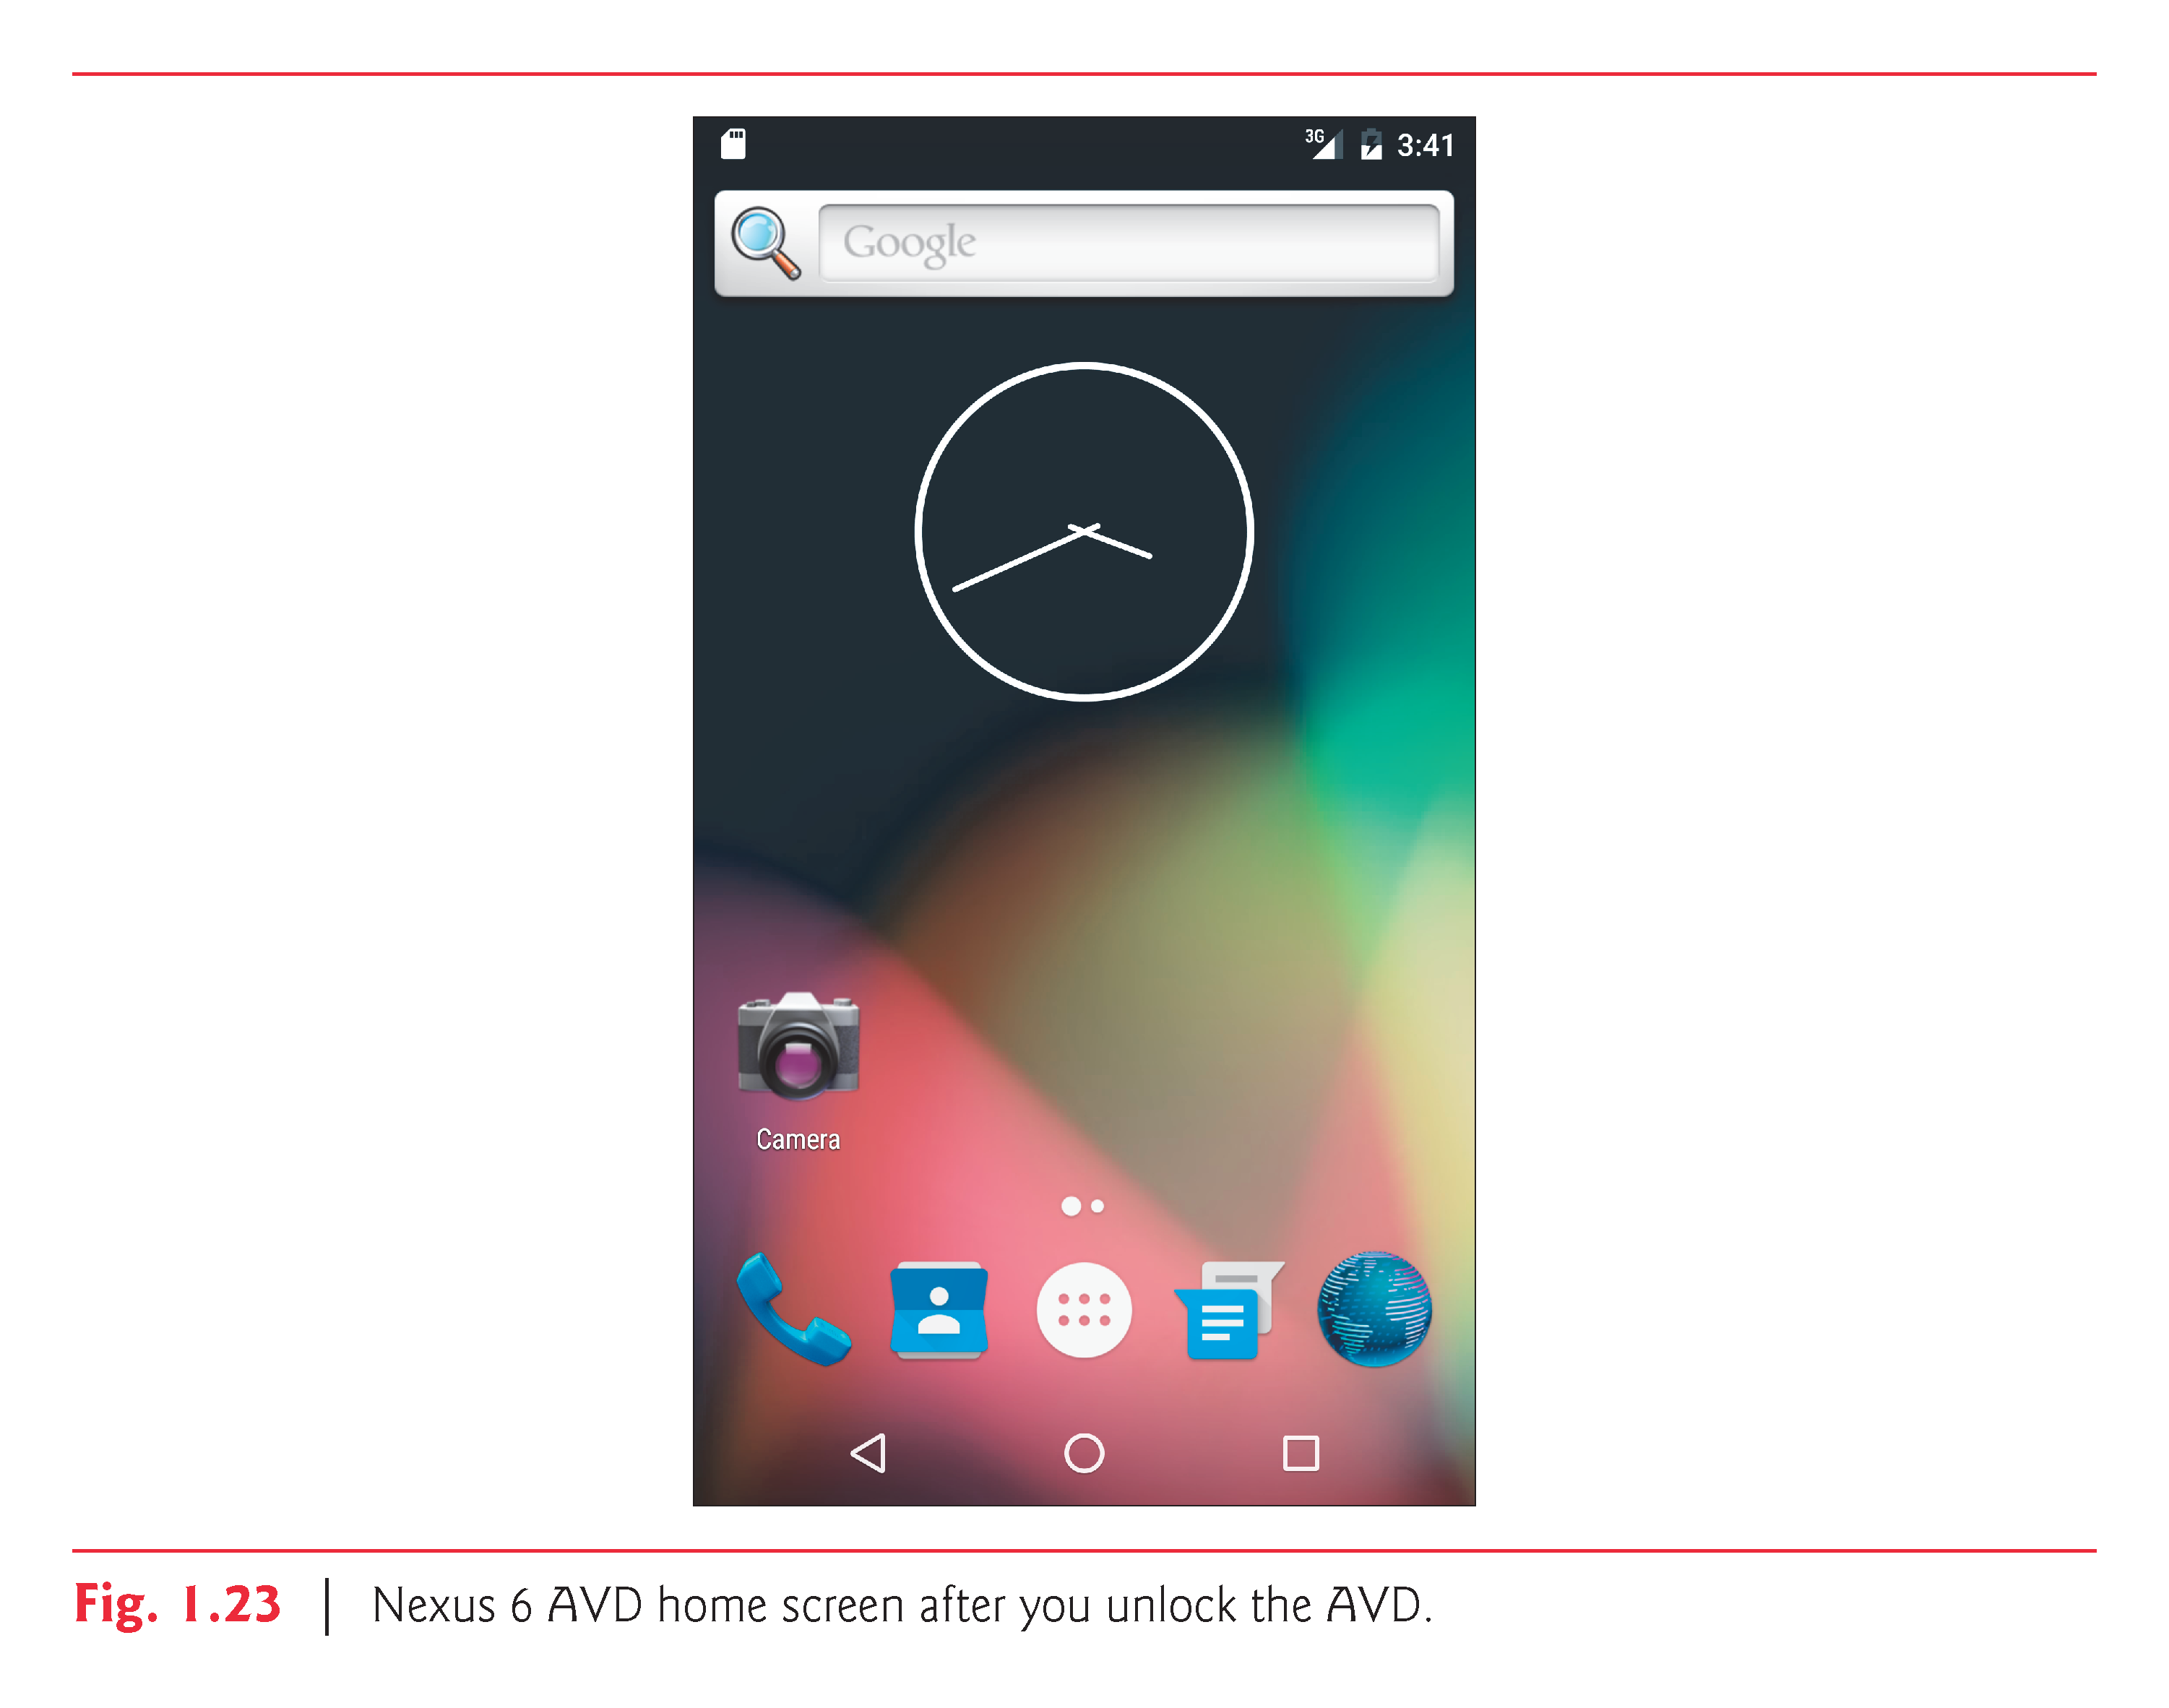 3G 3:41
Google
Camera
Fig. 1.23 | Nexus 6 AVD home screen after you unlock the AVD.